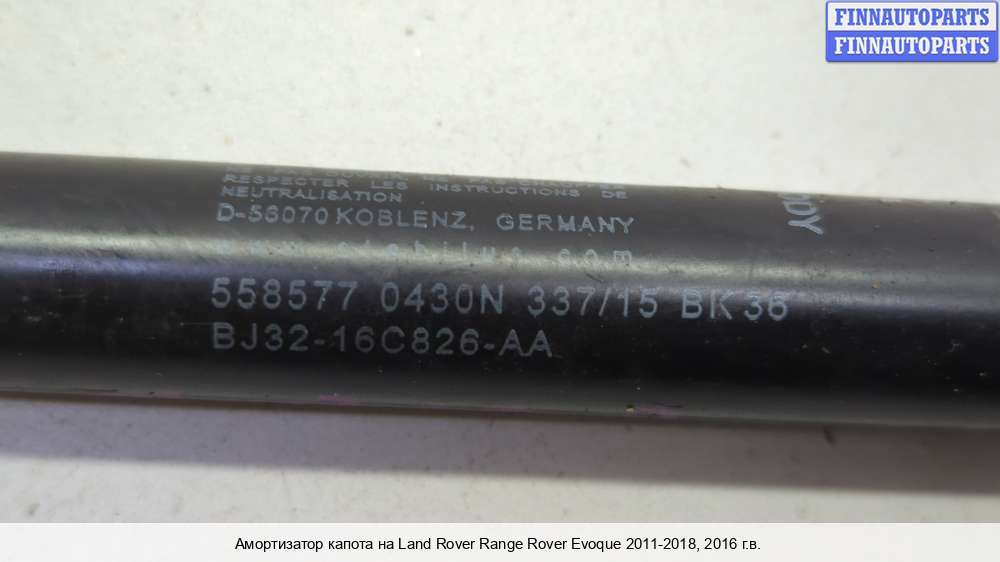 FINNAUTOPARTS
FINNAUTOPARTS
RESPECTER LES INSTRUCTIONS DE
NEUTRALISATION
D-56070 KOBLENZ, GERMANY
558577 0430N 337/15 BK36
BJ32-16C826-AA
Амортизатор капота на Land Rover Range Rover Evoque 2011-2018, 2016 г.в.